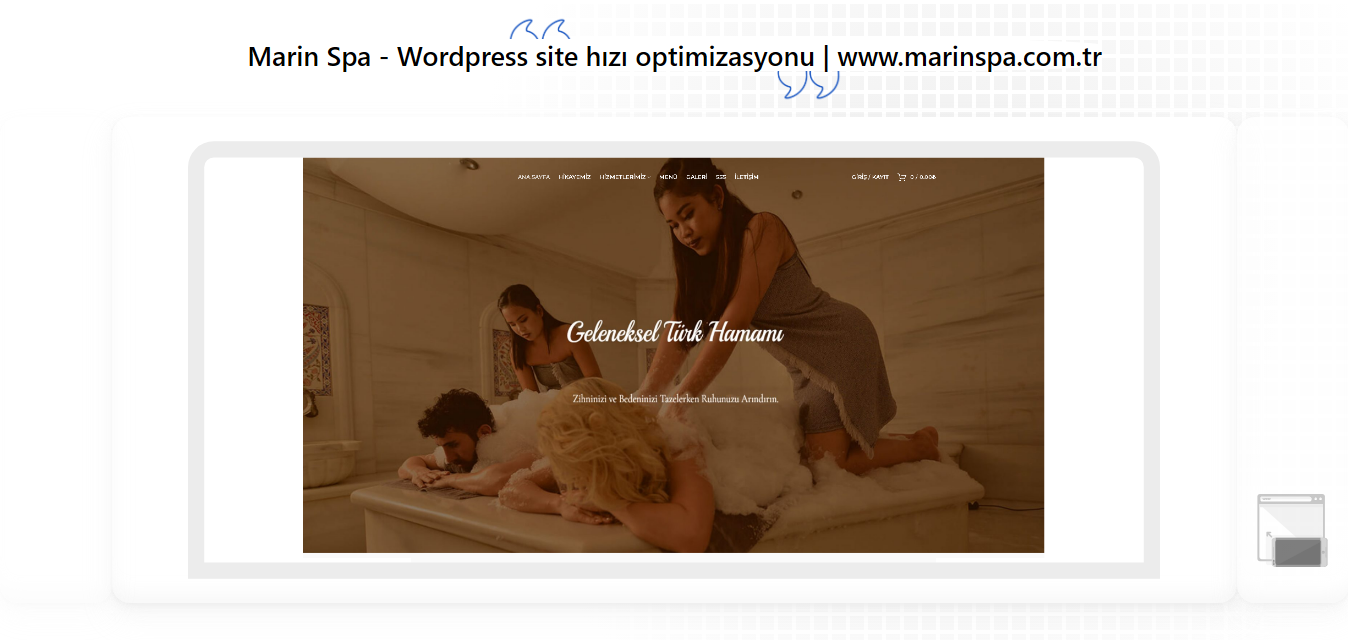 Marin Spa - Wordpress site hızı optimizasyonu | www.marinspa.com.tr
ANA SAYFA HİKAYEMİZ HİZMETLERİMİZ MENÜ GALERİ SSS İLETİŞİM GİRİŞ / KAYIT 0 / 0.00₺
Geleneksel Türk Hamamı
Zihninizi ve Bedeninizi Tazelerken Ruhunuzu Arındırın.